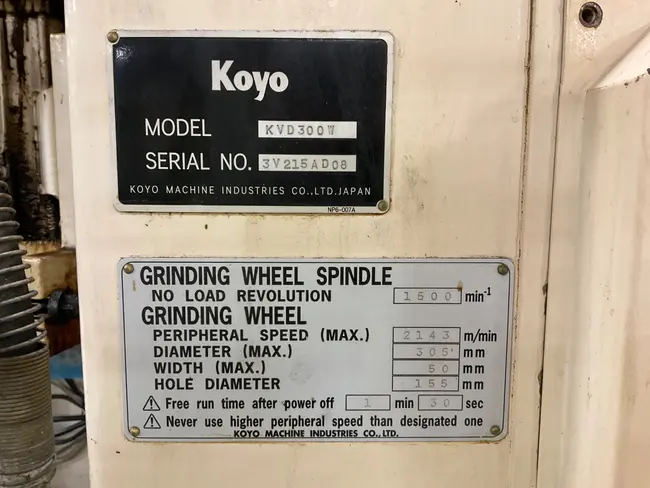 Koyo
MODEL KVD300W
SERIAL NO. 3V215AD08
KOYO MACHINE INDUSTRIES CO.,LTD.JAPAN
NP6-007A
GRINDING WHEEL SPINDLE
NO LOAD REVOLUTION 1500 min-1
GRINDING WHEEL
PERIPHERAL SPEED (MAX.) 2143 m/min
DIAMETER (MAX.) 305 mm
WIDTH (MAX.) 50 mm
HOLE DIAMETER 155 mm
Free run time after power off 1 min 30 sec
Never use higher peripheral speed than designated one
KOYO MACHINE INDUSTRIES CO.,LTD.